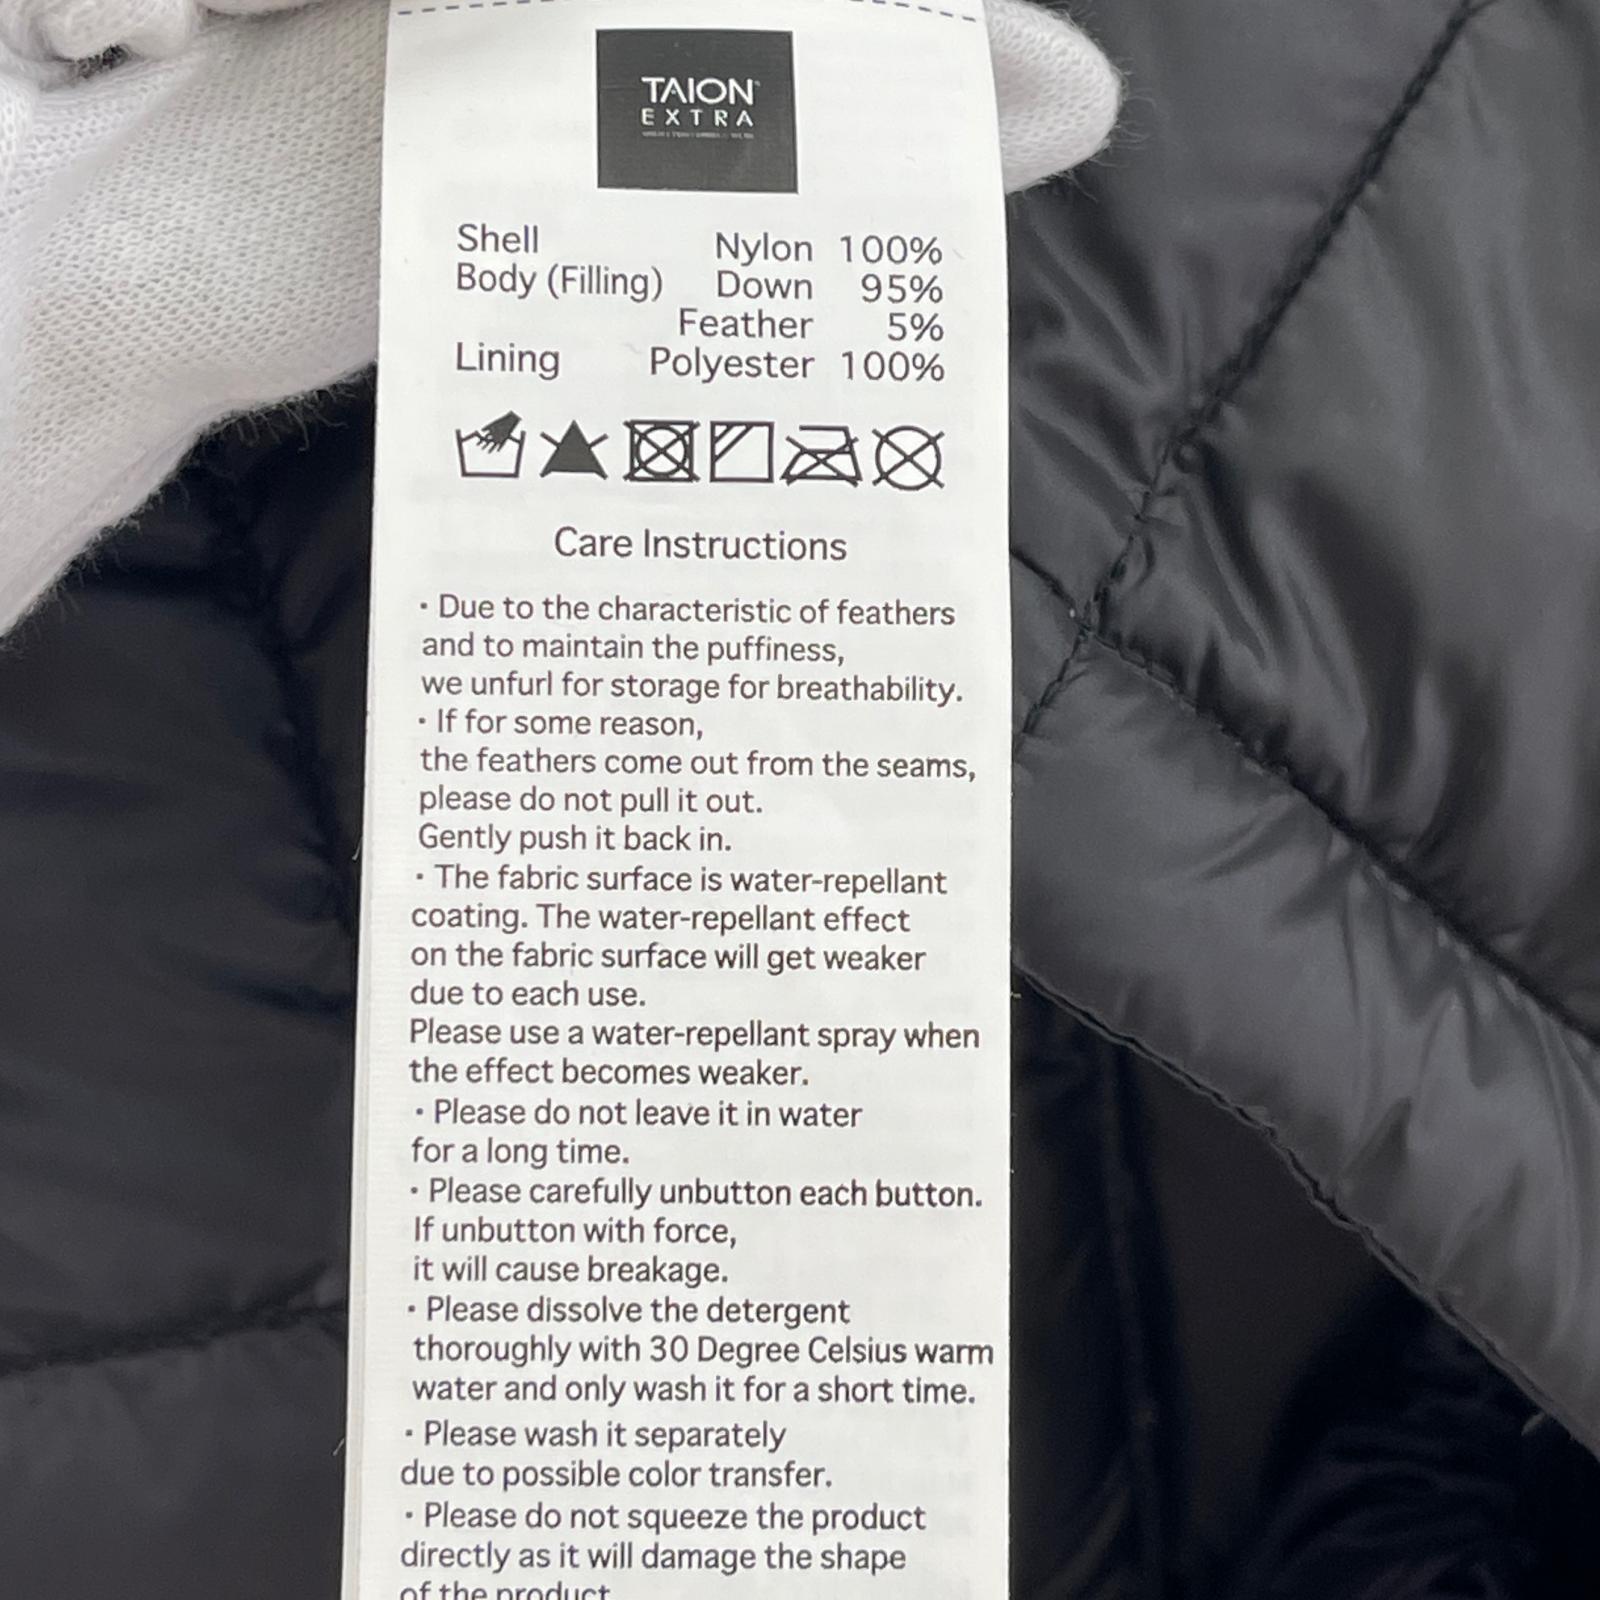 TAION
EXTRA
Shell Nylon 100%
Body (Filling) Down 95%
Feather 5%
Lining Polyester 100%
Care Instructions
・Due to the characteristic of feathers
and to maintain the puffiness,
we unfurl for storage for breathability.
・If for some reason,
the feathers come out from the seams,
please do not pull it out.
Gently push it back in.
・The fabric surface is water-repellant
coating. The water-repellant effect
on the fabric surface will get weaker
due to each use.
Please use a water-repellant spray when
the effect becomes weaker.
・Please do not leave it in water
for a long time.
・Please carefully unbutton each button.
If unbutton with force,
it will cause breakage.
・Please dissolve the detergent
thoroughly with 30 Degree Celsius warm
water and only wash it for a short time.
・Please wash it separately
due to possible color transfer.
・Please do not squeeze the product
directly as it will damage the shape
of the product